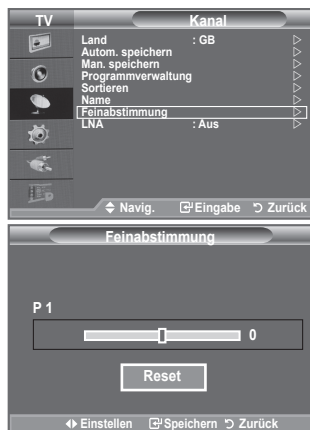 TV Kanal
Land : GB
Autom. speichern
Man. speichern
Programmverwaltung
Sortieren
Name
Feinabstimmung
LNA : Aus
Navig. Eingabe Zurück
Feinabstimmung
P 1
0
Reset
Einstellen Speichern Zurück